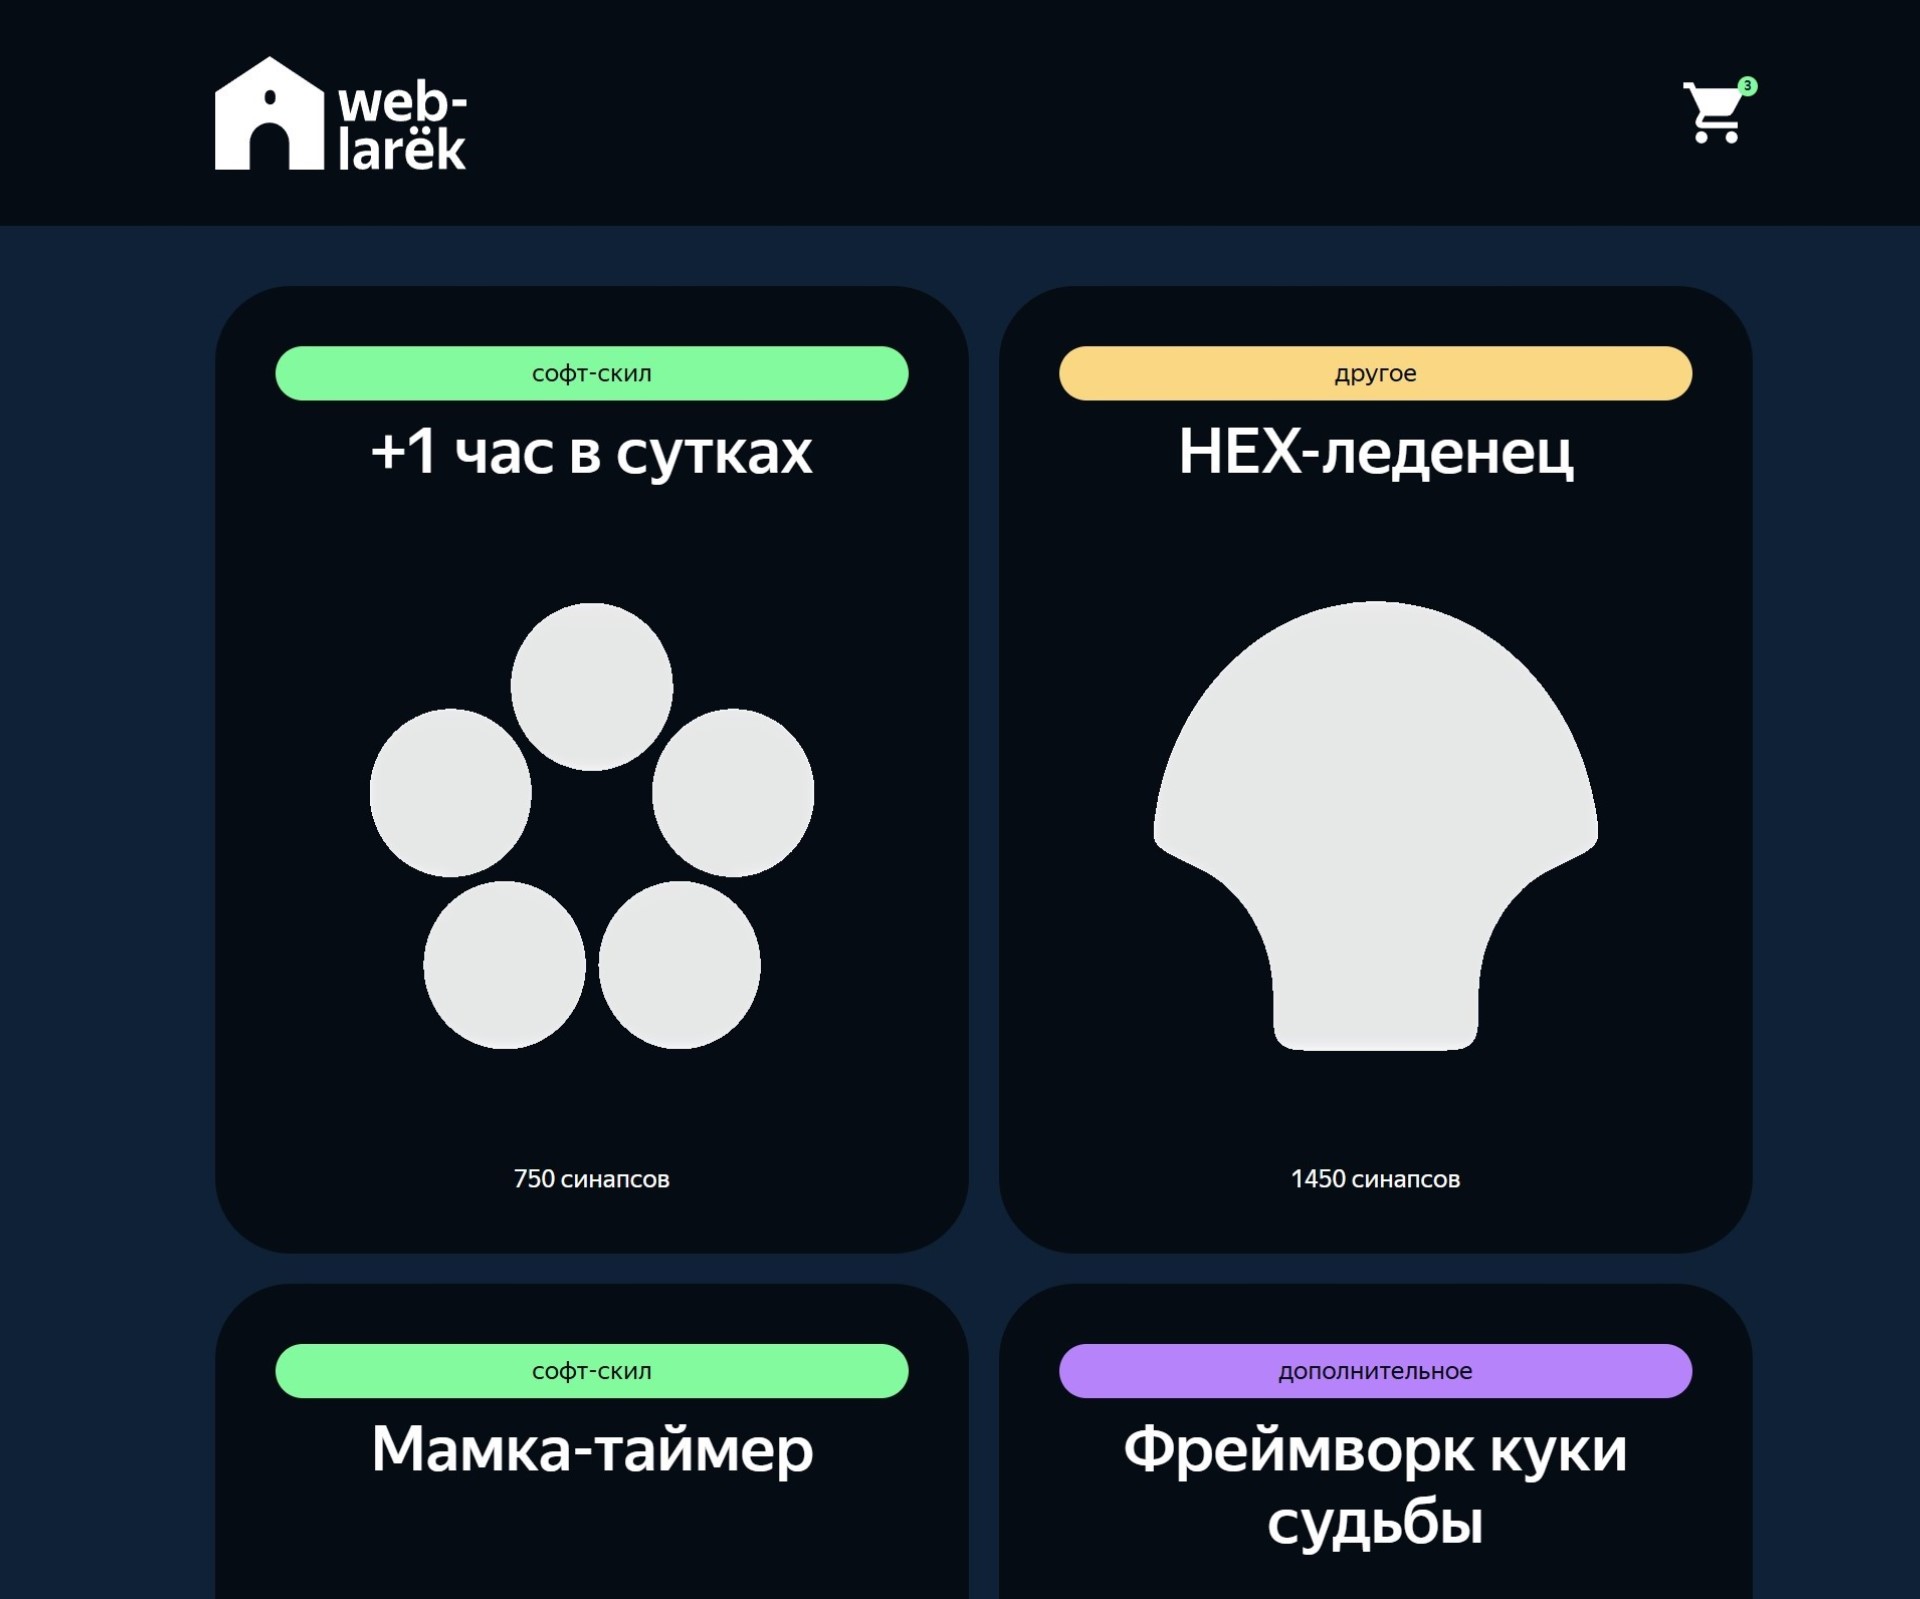 web-
larёk
3
софт-скил
+1 час в сутках
750 синапсов
другое
HEX-леденец
1450 синапсов
софт-скил
Мамка-таймер
дополнительное
Фреймворк куки
судьбы